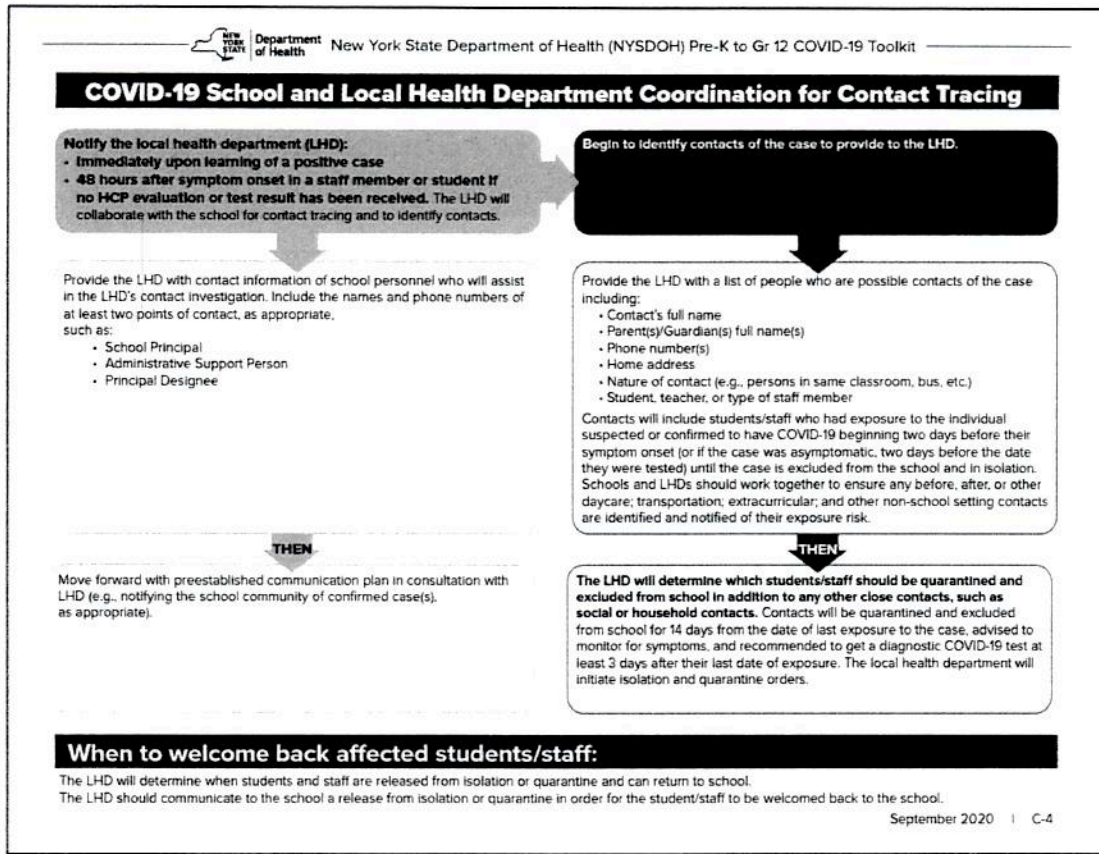 NEW YORK STATE
Department of Health
New York State Department of Health (NYSDOH) Pre-K to Gr 12 COVID-19 Toolkit
COVID-19 School and Local Health Department Coordination for Contact Tracing
Notify the local health department (LHD):
• Immediately upon learning of a positive case
• 48 hours after symptom onset in a staff member or student if
no HCP evaluation or test result has been received. The LHD will
collaborate with the school for contact tracing and to identify contacts.
Begin to identify contacts of the case to provide to the LHD.
Provide the LHD with contact information of school personnel who will assist
in the LHD's contact investigation. Include the names and phone numbers of
at least two points of contact, as appropriate,
such as:
• School Principal
• Administrative Support Person
• Principal Designee
Provide the LHD with a list of people who are possible contacts of the case
including:
• Contact's full name
• Parent(s)/Guardian(s) full name(s)
• Phone number(s)
• Home address
• Nature of contact (e.g., persons in same classroom, bus, etc.)
• Student, teacher, or type of staff member
Contacts will include students/staff who had exposure to the individual
suspected or confirmed to have COVID-19 beginning two days before their
symptom onset (or if the case was asymptomatic, two days before the date
they were tested) until the case is excluded from the school and in isolation.
Schools and LHDs should work together to ensure any before, after, or other
daycare; transportation; extracurricular; and other non-school setting contacts
are identified and notified of their exposure risk.
THEN
Move forward with preestablished communication plan in consultation with
LHD (e.g., notifying the school community of confirmed case(s),
as appropriate).
THEN
The LHD will determine which students/staff should be quarantined and
excluded from school in addition to any other close contacts, such as
social or household contacts. Contacts will be quarantined and excluded
from school for 14 days from the date of last exposure to the case, advised to
monitor for symptoms, and recommended to get a diagnostic COVID-19 test at
least 3 days after their last date of exposure. The local health department will
initiate isolation and quarantine orders.
When to welcome back affected students/staff:
The LHD will determine when students and staff are released from isolation or quarantine and can return to school.
The LHD should communicate to the school a release from isolation or quarantine in order for the student/staff to be welcomed back to the school.
September 2020 | C-4